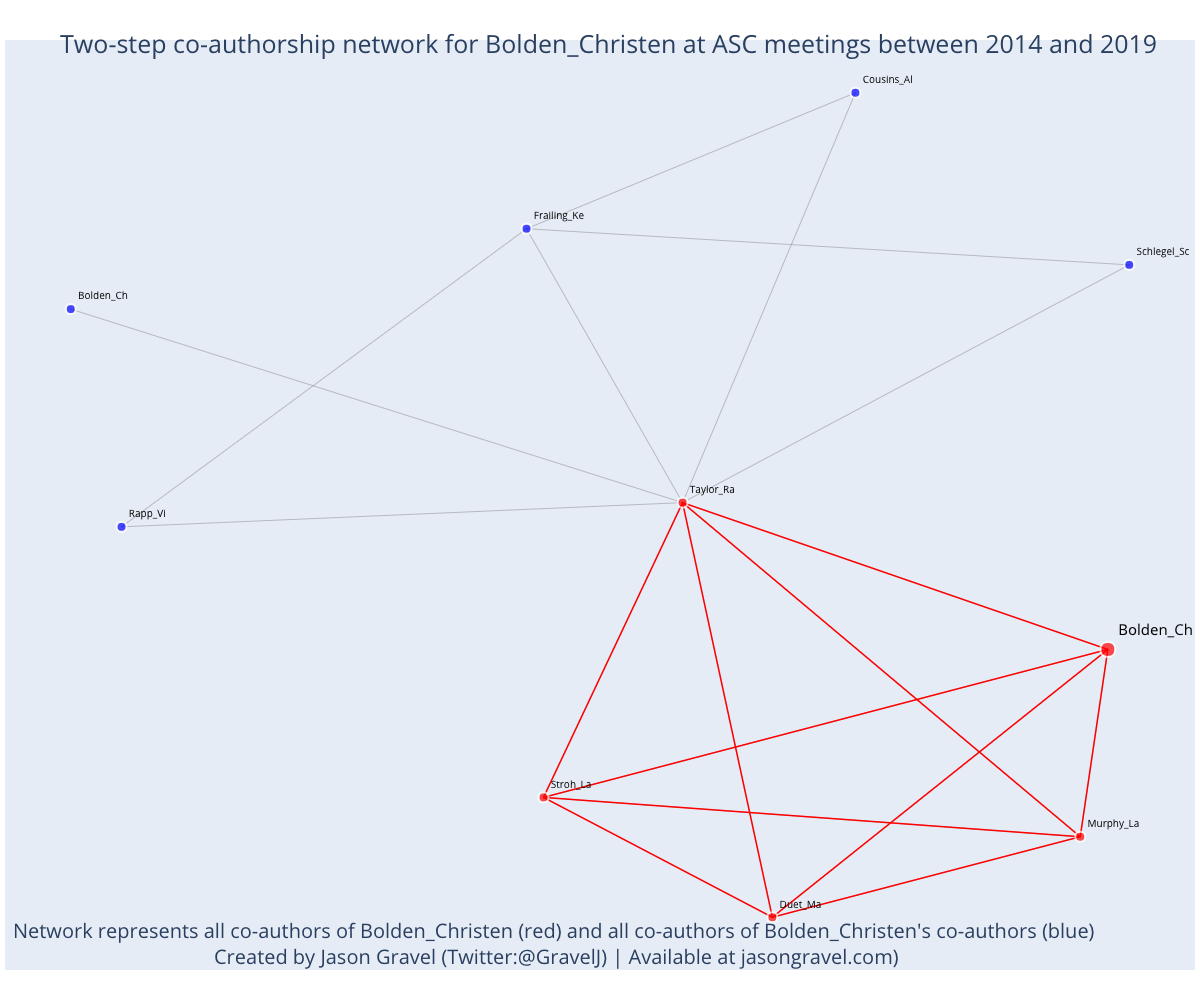 Two-step co-authorship network for Bolden_Christen at ASC meetings between 2014 and 2019
Cousins_Al
Frailing_Ke
Schlegel_Sc
Bolden_Ch
Taylor_Ra
Rapp_Vi
Bolden_Ch
Stroh_La
Murphy_La
Duet_Ma
Network represents all co-authors of Bolden_Christen (red) and all co-authors of Bolden_Christen's co-authors (blue)
Created by Jason Gravel (Twitter:@GravelJ) | Available at jasongravel.com)